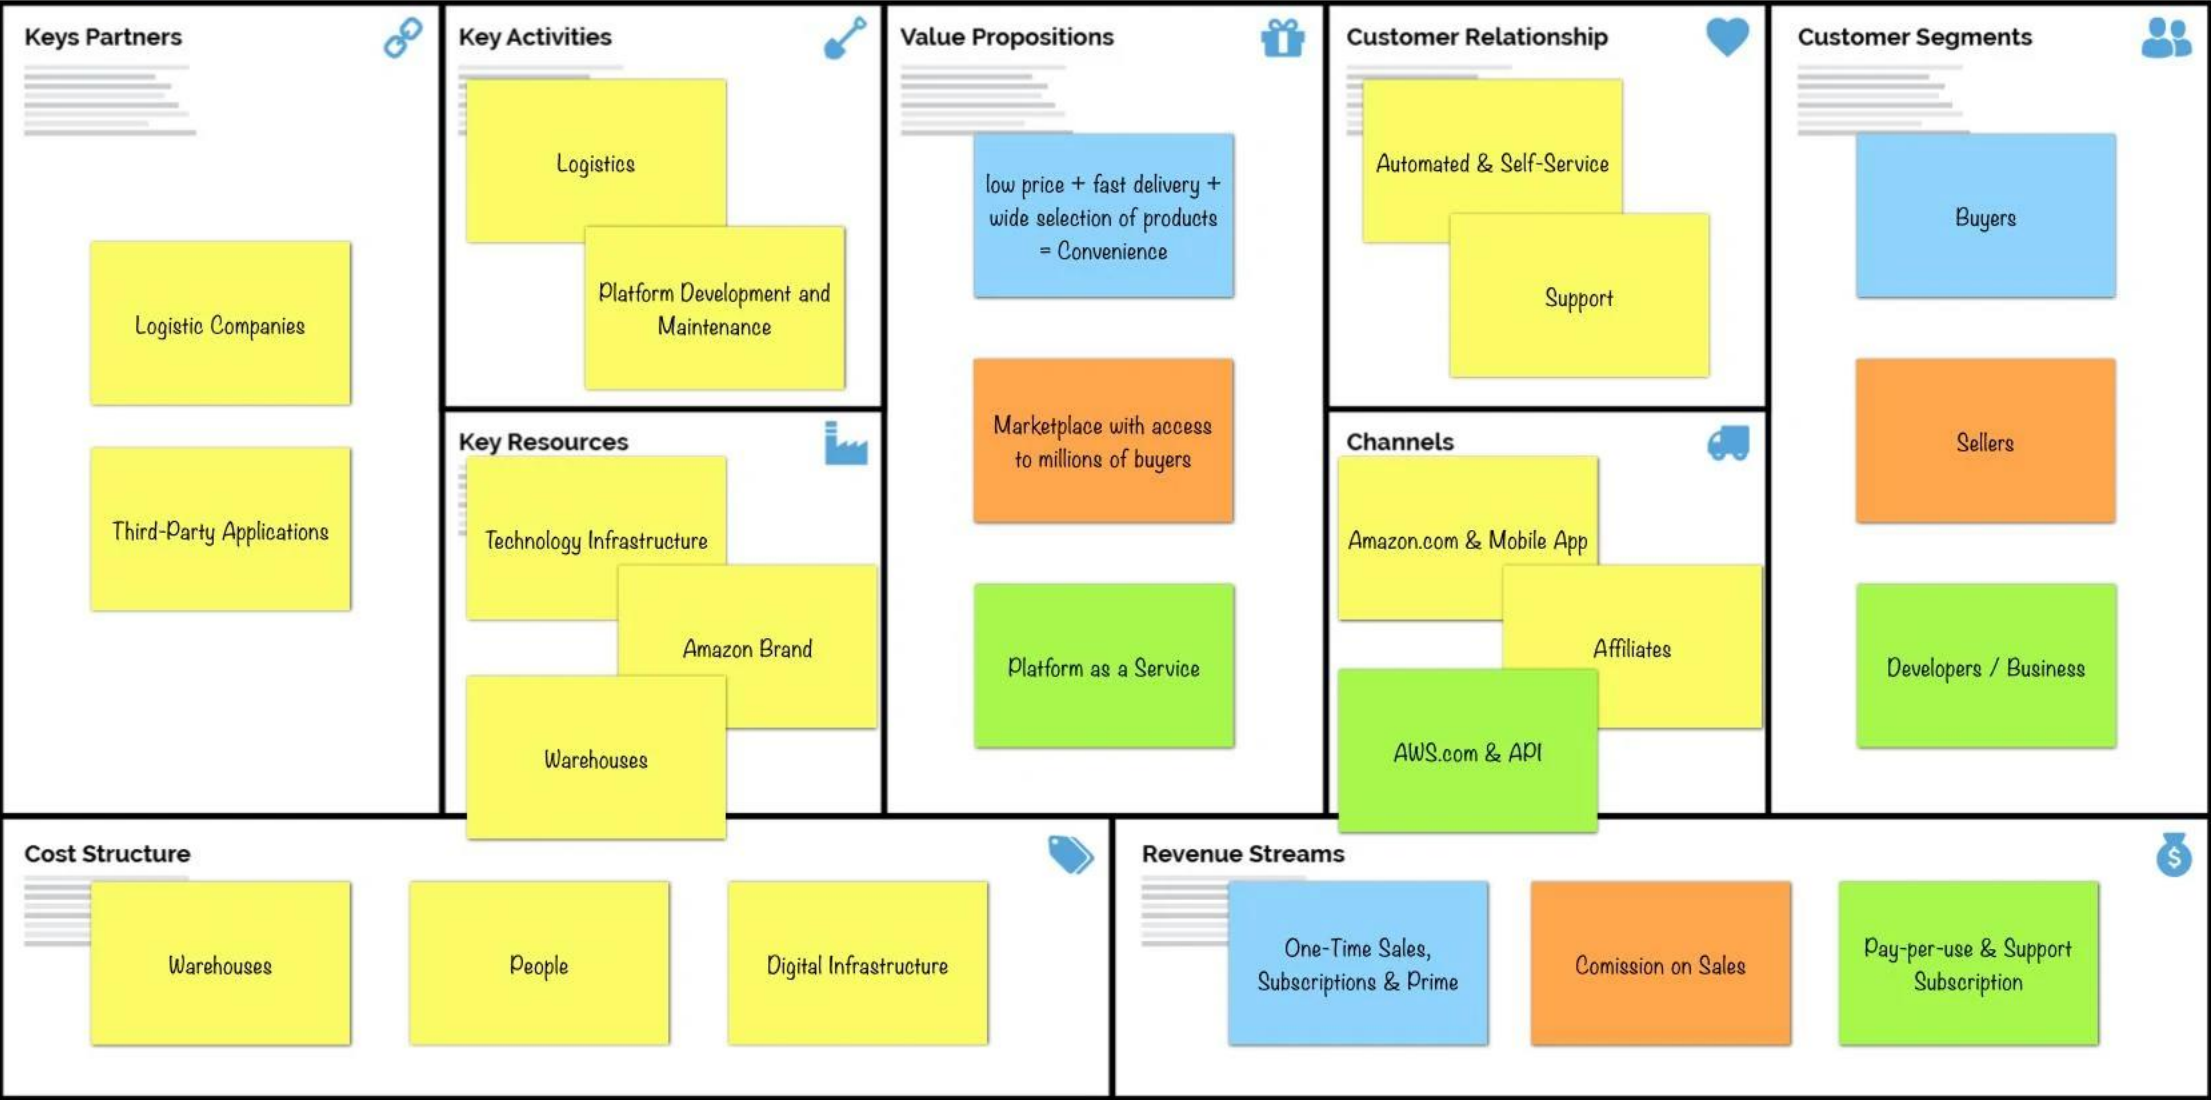 Keys Partners
Logistic Companies
Third-Party Applications
Key Activities
Logistics
Platform Development and
Maintenance
Key Resources
Technology Infrastructure
Amazon Brand
Warehouses
Value Propositions
low price + fast delivery +
wide selection of products
= Convenience
Marketplace with access
to millions of buyers
Platform as a Service
Customer Relationship
Automated & Self-Service
Support
Channels
Amazon.com & Mobile App
Affiliates
AWS.com & API
Customer Segments
Buyers
Sellers
Developers / Business
Cost Structure
Warehouses
People
Digital Infrastructure
Revenue Streams
$
One-Time Sales,
Subscriptions & Prime
Comission on Sales
Pay-per-use & Support
Subscription